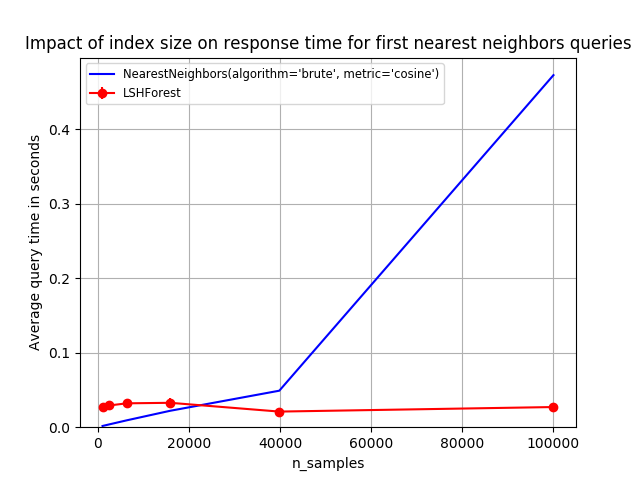 Impact of index size on response time for first nearest neighbors queries
NearestNeighbors(algorithm='brute', metric='cosine')
LSHForest
Average query time in seconds
0.4
0.3
0.2
0.1
0.0
0 20000 40000 60000 80000 100000
n_samples